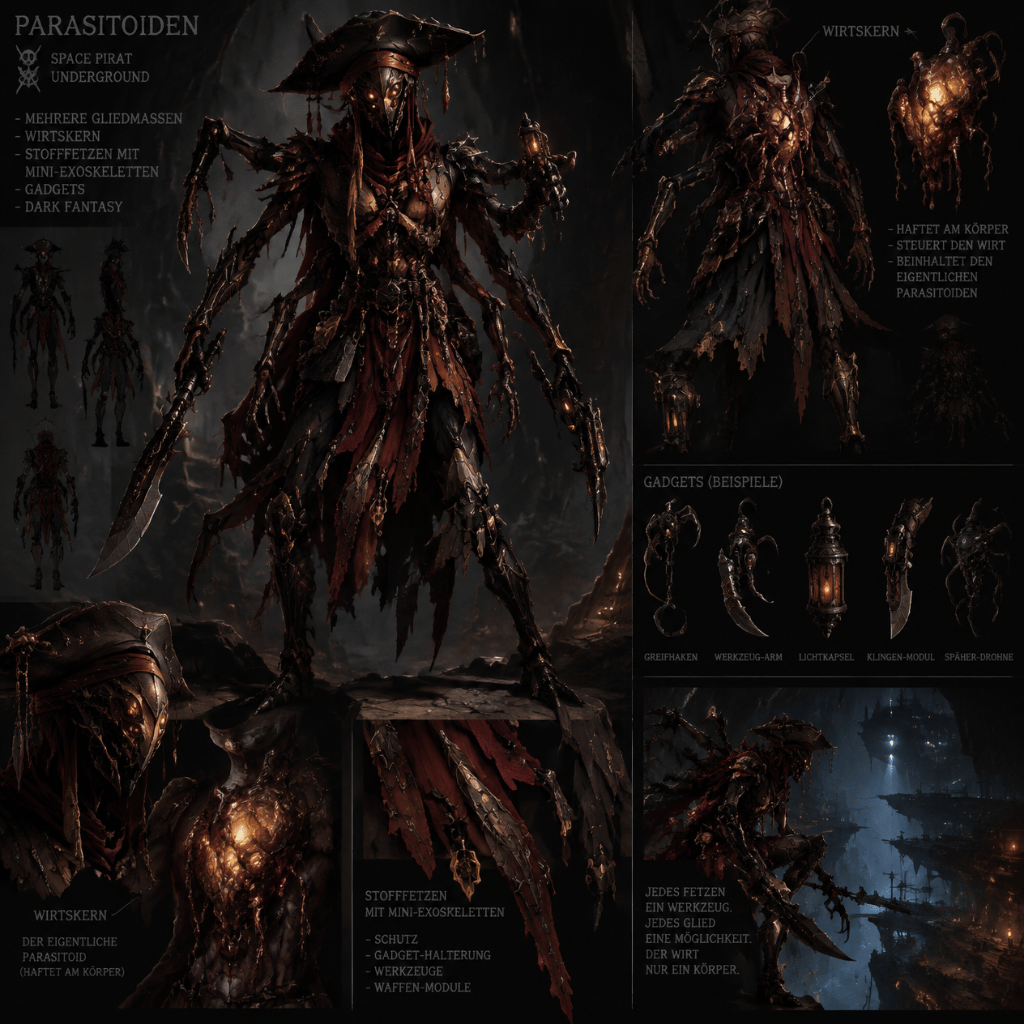 PARASITOIDEN
SPACE PIRAT
UNDERGROUND
- MEHRERE GLIEDMASSEN
- WIRTSKERN
- STOFFFETZEN MIT
MINI-EXOSKELETTEN
- GADGETS
- DARK FANTASY
WIRTSKERN
- HAFTET AM KÖRPER
- STEUERT DEN WIRT
- BEINHALTET DEN
EIGENTLICHEN
PARASITOIDEN
GADGETS (BEISPIELE)
GREIFHAKEN
WERKZEUG-ARM
LICHTKAPSEL
KLINGEN-MODUL
SPÄHER-DROHNE
WIRTSKERN
DER EIGENTLICHE
PARASITOID
(HAFTET AM KÖRPER)
STOFFFETZEN
MIT MINI-EXOSKELETTEN
- SCHUTZ
- GADGET-HALTERUNG
- WERKZEUGE
- WAFFEN-MODULE
JEDES FETZEN
EIN WERKZEUG.
JEDES GLIED
EINE MÖGLICHKEIT.
DER WIRT
NUR EIN KÖRPER.